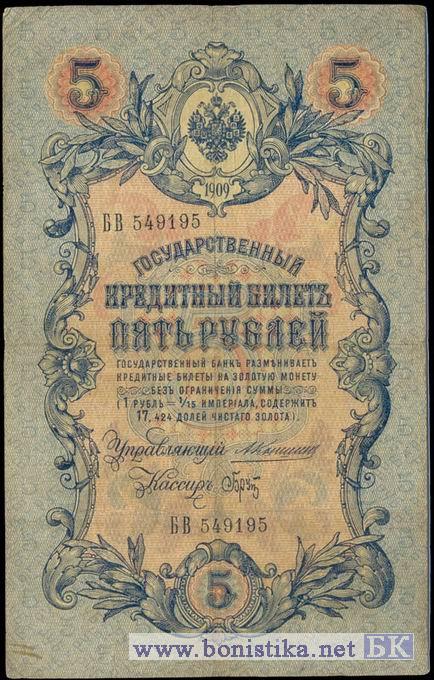 5 5
1909
БВ 549195
ГОСУДАРСТВЕННЫЙ
КРЕДИТНЫЙ БИЛЕТЪ
ПЯТЬ РУБЛЕЙ
ГОСУДАРСТВЕННЫЙ БАНКЪ РАЗМѢНИВАЕТЪ
КРЕДИТНЫЕ БИЛЕТЫ НА ЗОЛОТУЮ МОНЕТУ
БЕЗЪ ОГРАНИЧЕНІЯ СУММЫ
(1 РУБЛЬ = 1/15 ИМПЕРІАЛА, СОДЕРЖИТЪ
17,424 ДОЛЕЙ ЧИСТАГО ЗОЛОТА).
Управляющій АКоншинъ
Кассиръ
БВ 549195
5
www.bonistika.net БК